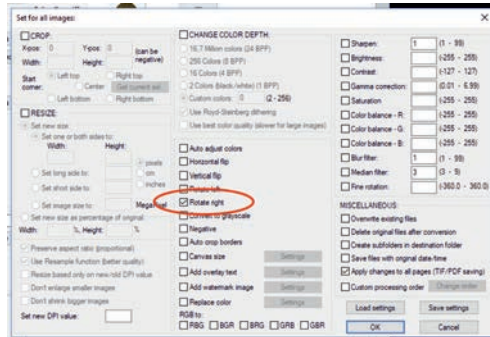 Set for all images:
CROP:
X-pos: 0 Y-pos: 0 (can be negative)
Width: Height:
Start corner: Left top Right top
Center Get current sel.
Left bottom Right bottom
RESIZE:
Set new size
Set one or both sides to:
Width: Height:
pixels
Set long side to: cm
Set short side to: inches
Set image size to: MegaPixel
Set new size as percentage of original:
Width: %, Height: %
Preserve aspect ratio (proportional)
Use Resample function (better quality)
Resize based only on new/old DPI value
Don't enlarge smaller images
Don't shrink bigger images
Set new DPI value:
CHANGE COLOR DEPTH:
16,7 Million colors (24 BPP)
256 Colors (8 BPP)
16 Colors (4 BPP)
2 Colors (black/white) (1 BPP)
Custom colors: 0 (2 -256)
Use Floyd-Steinberg dithering
Use best color quality (slower for large images)
Auto adjust colors
Horizontal flip
Vertical flip
Rotate left
Rotate right
Convert to grayscale
Negative
Auto crop borders
Canvas size Settings
Add overlay text Settings
Add watermark image Settings
Replace color Settings
RGB to:
RBG BGR BRG GRB GBR
Sharpen: 1 (1 - 99)
Brightness: (-255 - 255)
Contrast: (-127 - 127)
Gamma correction: (0.01 - 6.99)
Saturation (-255 - 255)
Color balance - R: (-255 - 255)
Color balance - G: (-255 - 255)
Color balance - B: (-255 - 255)
Blur filter: 1 (1 - 99)
Median filter: 3 (3 - 9)
Fine rotation: (-360.0 - 360.0)
MISCELLANEOUS:
Overwrite existing files
Delete original files after conversion
Create subfolders in destination folder
Save files with original date/time
Apply changes to all pages (TIF/PDF saving)
Custom processing order Change order
Load settings Save settings
OK Cancel